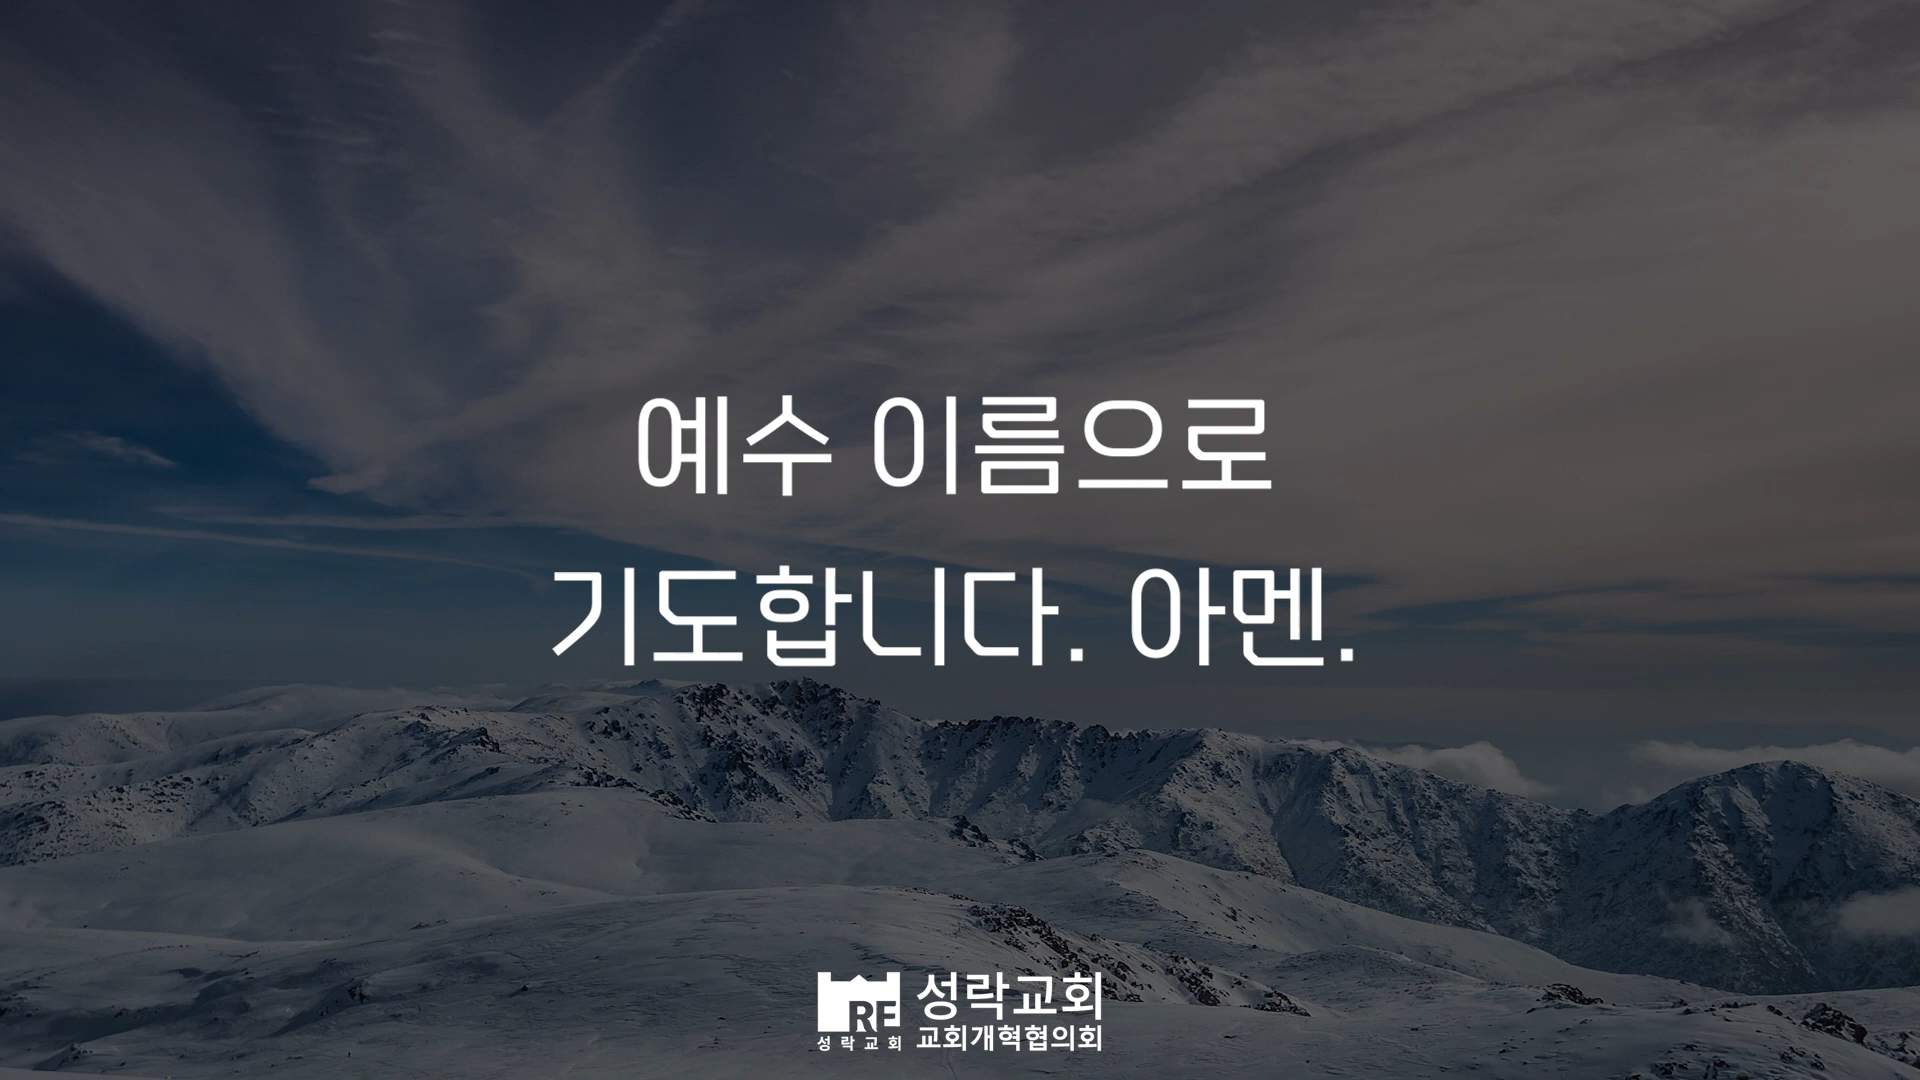 예수 이름으로
기도합니다. 아멘.
RE
성락교회
성락교회
교회개혁협의회